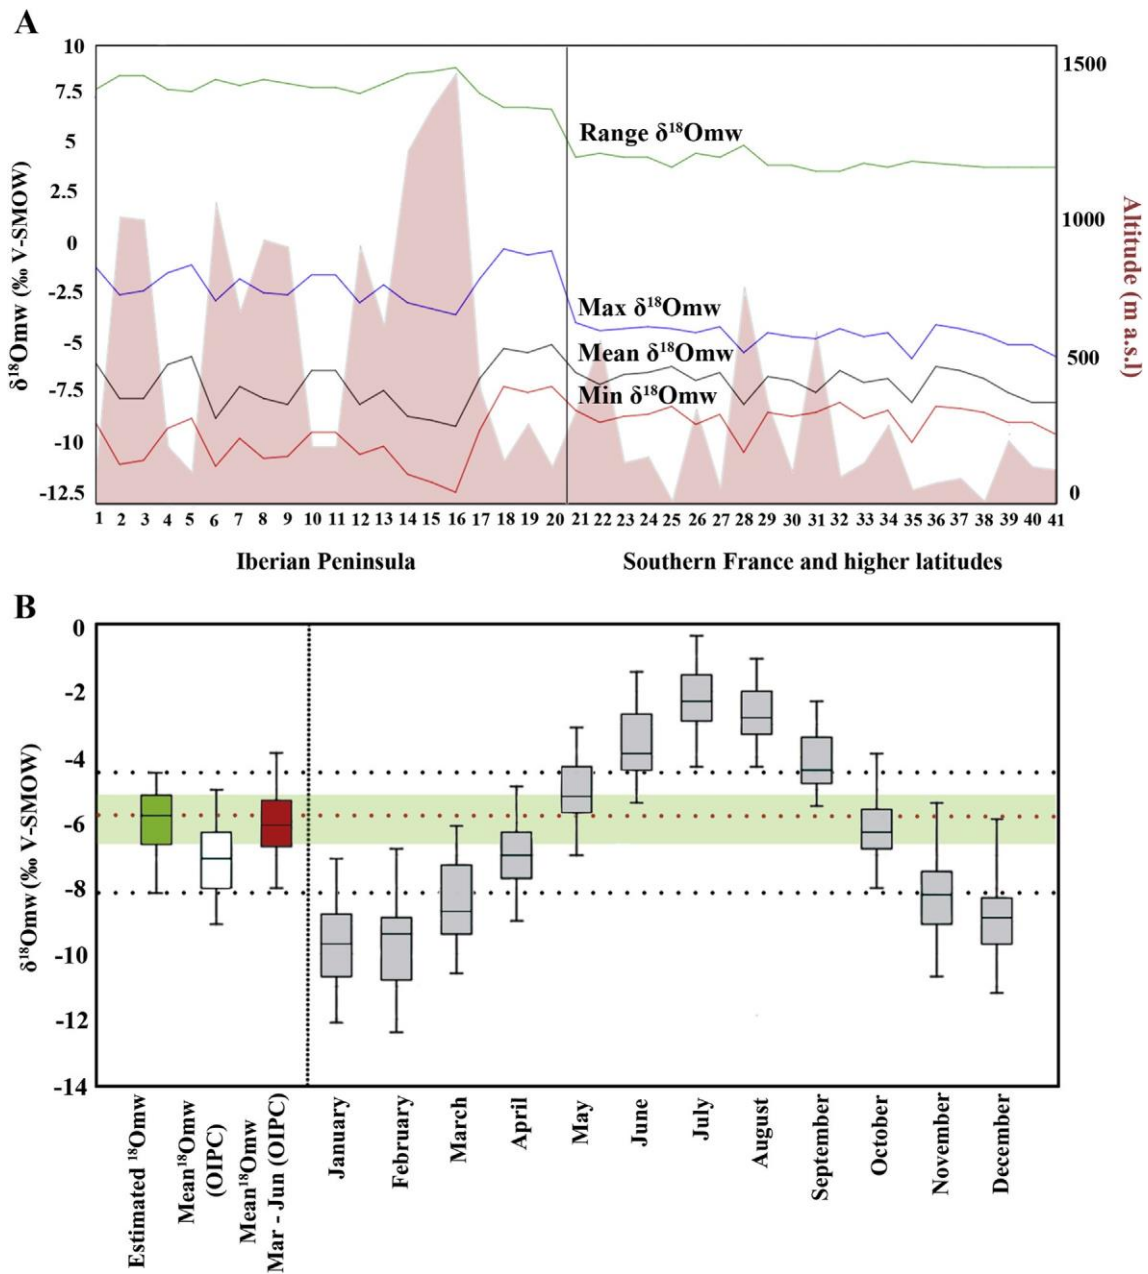 A
10
7.5
5
2.5
0
-2.5
-5
-7.5
-10
-12.5
δ¹⁸Omw (‰ V-SMOW)
Range δ¹⁸Omw
Max δ¹⁸Omw
Mean δ¹⁸Omw
Min δ¹⁸Omw
1500
1000
500
0
Altitude (m a.s.l)
1 2 3 4 5 6 7 8 9 10 11 12 13 14 15 16 17 18 19 20 21 22 23 24 25 26 27 28 29 30 31 32 33 34 35 36 37 38 39 40 41
Iberian Peninsula
Southern France and higher latitudes
B
0
-2
-4
-6
-8
-10
-12
-14
δ¹⁸Omw (‰ V-SMOW)
Estimated ¹⁸Omw
Mean¹⁸Omw
(OIPC)
Mean¹⁸Omw
Mar - Jun (OIPC)
January
February
March
April
May
June
July
August
September
October
November
December